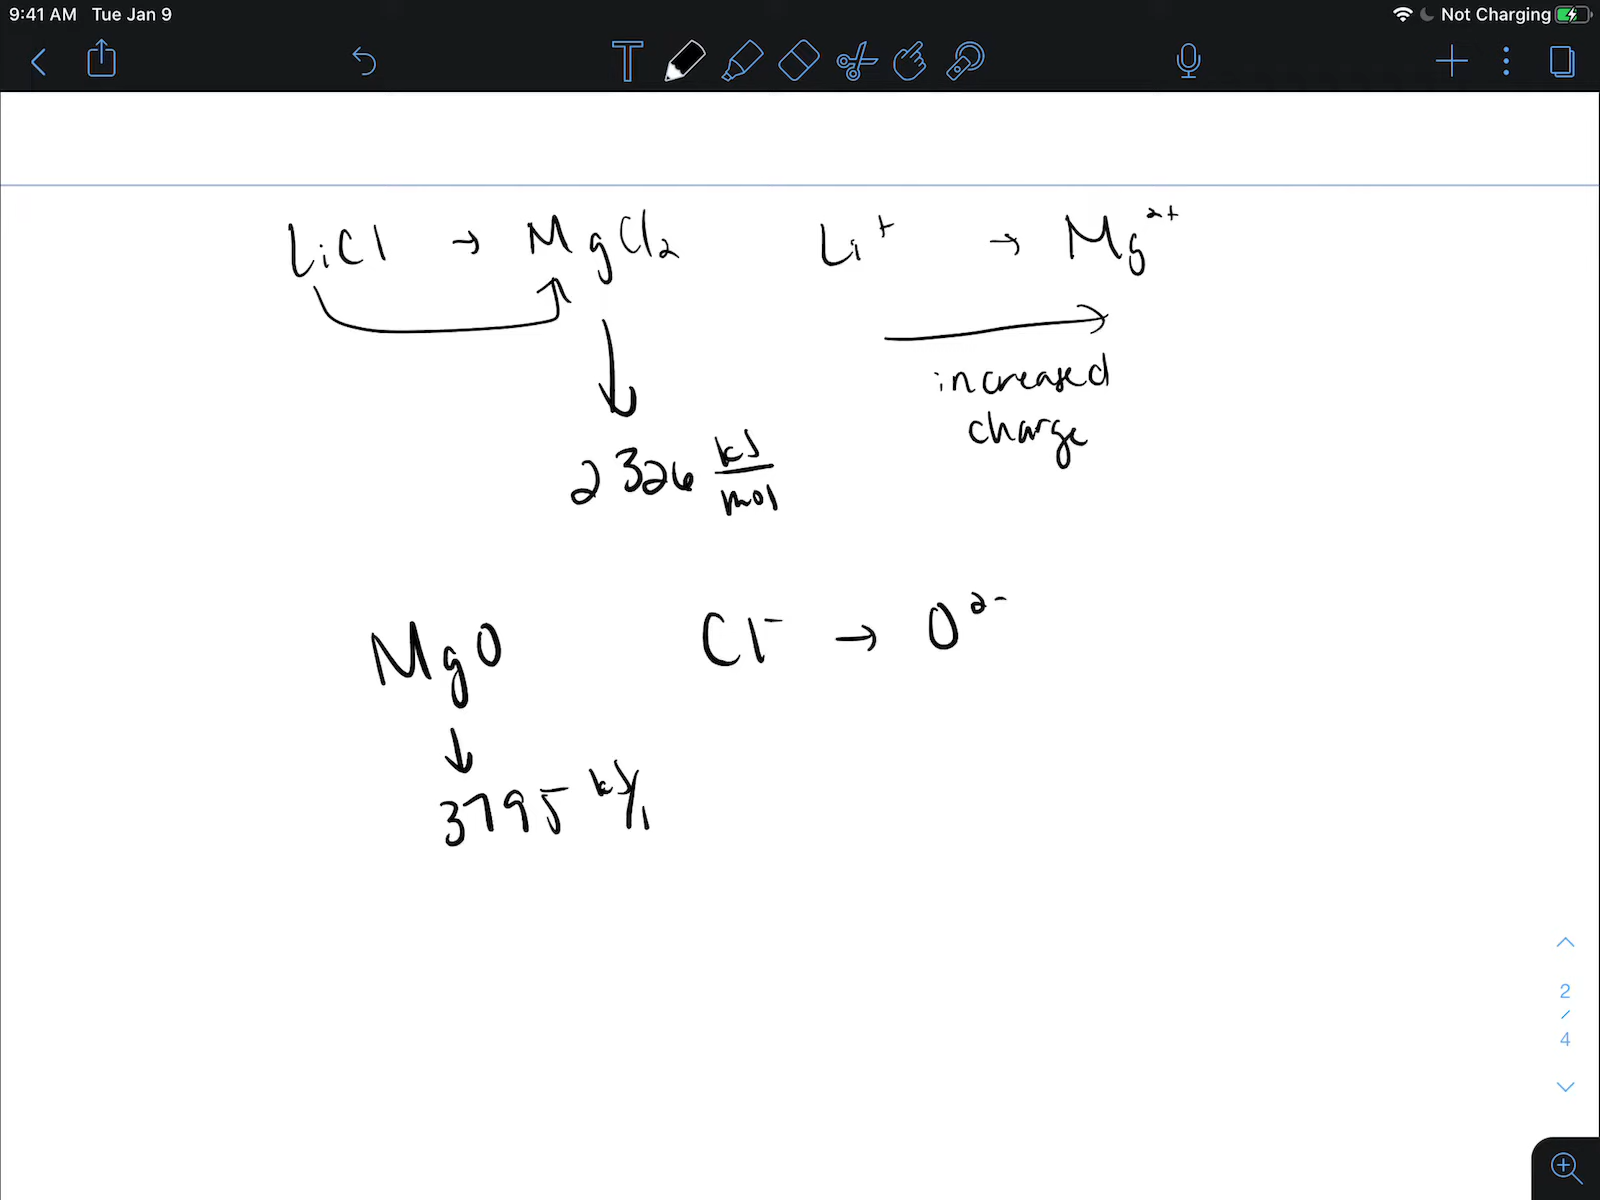 9:41 AM Tue Jan 9
Not Charging
T
LiCl → MgCl₂ Li⁺ → Mg²⁺
increased
charge
2326 kJ/mol
MgO Cl⁻ → O²⁻
3795 kJ/
2
/
4